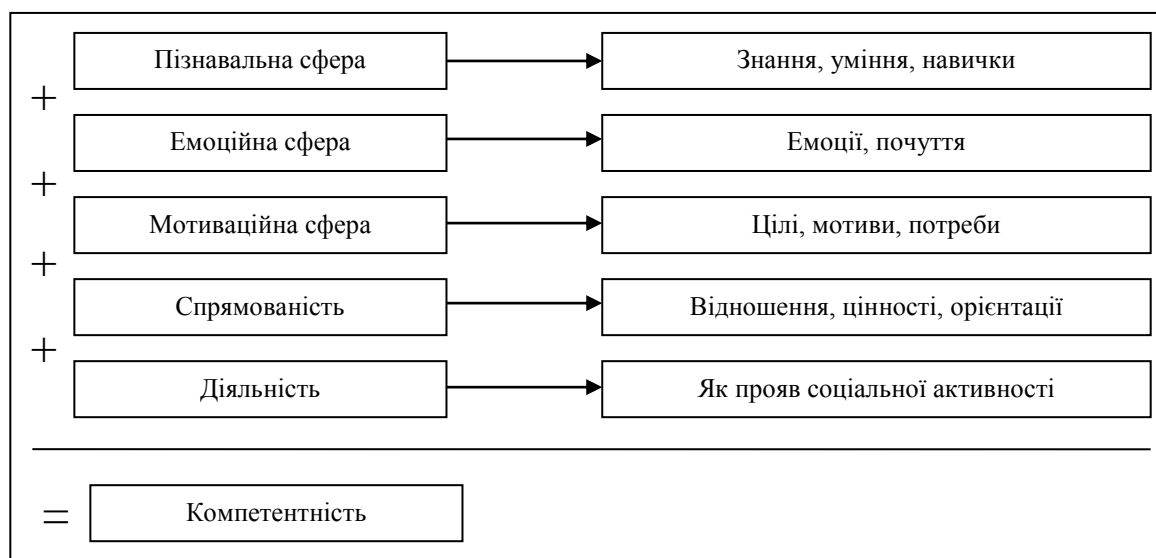 Пізнавальна сфера
Знання, уміння, навички
+
Емоційна сфера
Емоції, почуття
+
Мотиваційна сфера
Цілі, мотиви, потреби
+
Спрямованість
Відношення, цінності, орієнтації
+
Діяльність
Як прояв соціальної активності
=
Компетентність